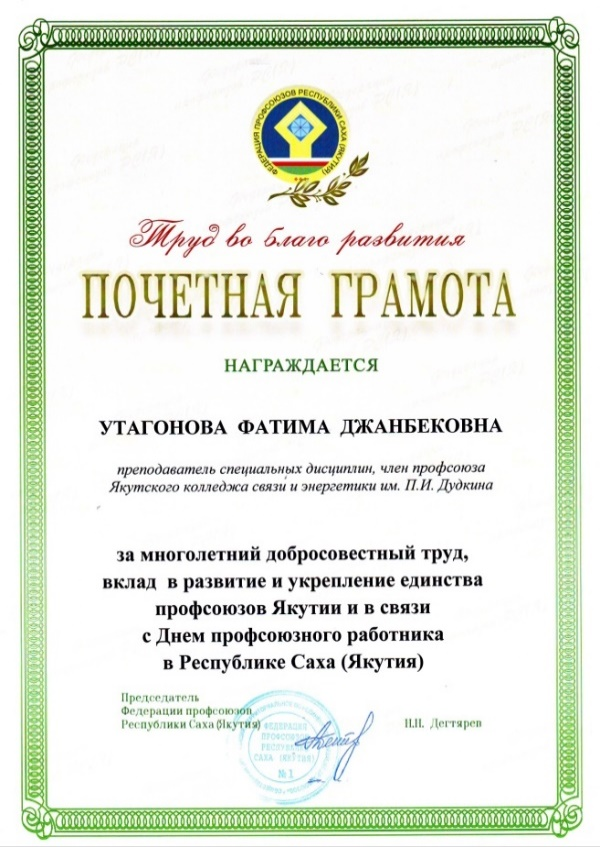 ФЕДЕРАЦИЯ ПРОФСОЮЗОВ РЕСПУБЛИКИ САХА (ЯКУТИЯ)
Труд во благо развития
ПОЧЕТНАЯ ГРАМОТА
НАГРАЖДАЕТСЯ
УТАГОНОВА ФАТИМА ДЖАНБЕКОВНА
преподаватель специальных дисциплин, член профсоюза
Якутского колледжа связи и энергетики им. П.И. Дудкина
за многолетний добросовестный труд,
вклад в развитие и укрепление единства
профсоюзов Якутии и в связи
с Днем профсоюзного работника
в Республике Саха (Якутия)
Председатель
Федерации профсоюзов
Республики Саха (Якутия)
Н.Н. Дегтярев
ФЕДЕРАЦИЯ
ПРОФСОЮЗОВ
РЕСПУБЛИКИ
САХА (ЯКУТИЯ)
№ 1